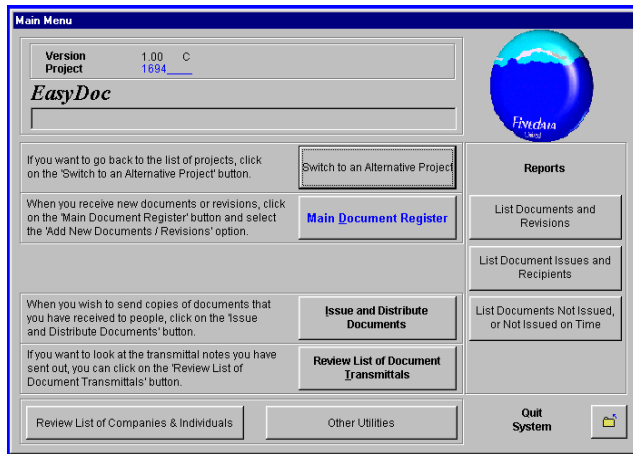 Main Menu
Version 1.00 C
Project 1694____
EasyDoc
Fivedata
If you want to go back to the list of projects, click
on the 'Switch to an Alternative Project' button.
Switch to an Alternative Project
When you receive new documents or revisions, click
on the 'Main Document Register' button and select
the 'Add New Documents / Revisions' option.
Main Document Register
When you wish to send copies of documents that
you have received to people, click on the 'Issue
and Distribute Documents' button.
Issue and Distribute
Documents
If you want to look at the transmittal notes you have
sent out, you can click on the 'Review List of
Document Transmittals' button.
Review List of Document
Transmittals
Review List of Companies & Individuals
Other Utilities
Reports
List Documents and
Revisions
List Document Issues and
Recipients
List Documents Not Issued,
or Not Issued on Time
Quit
System